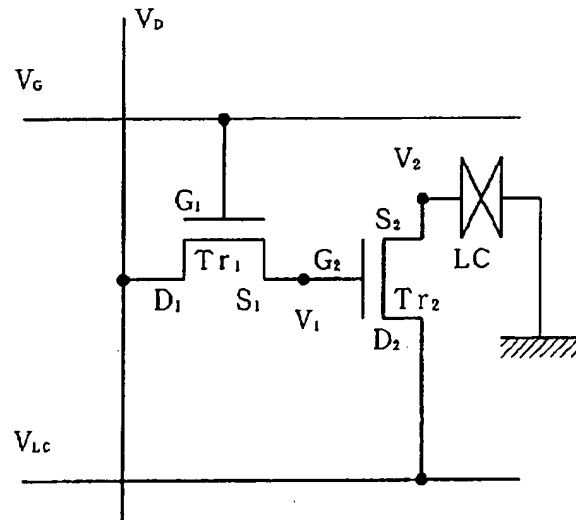 V_D
V_G
V_2
G_1
S_2
LC
Tr_1
G_2
Tr_2
D_1
S_1
V_1
D_2
V_LC